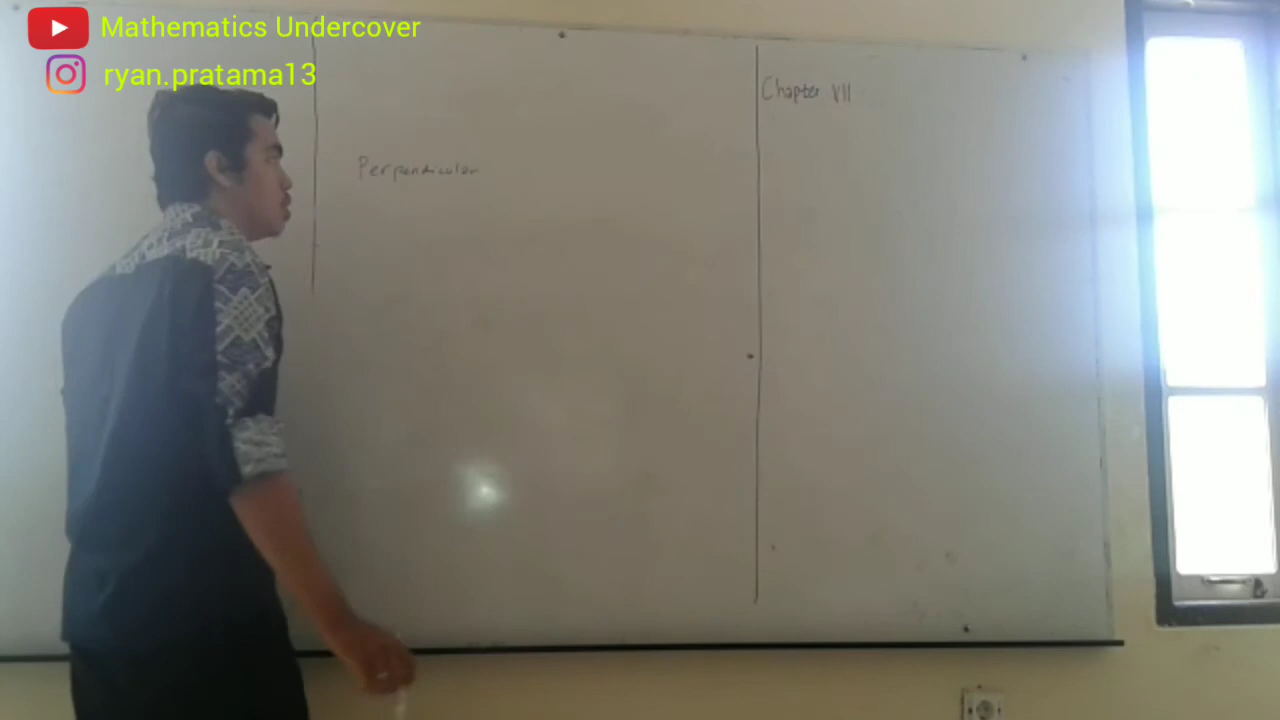 Mathematics Undercover
ryan.pratama13
Chapter VII
Perpendicular